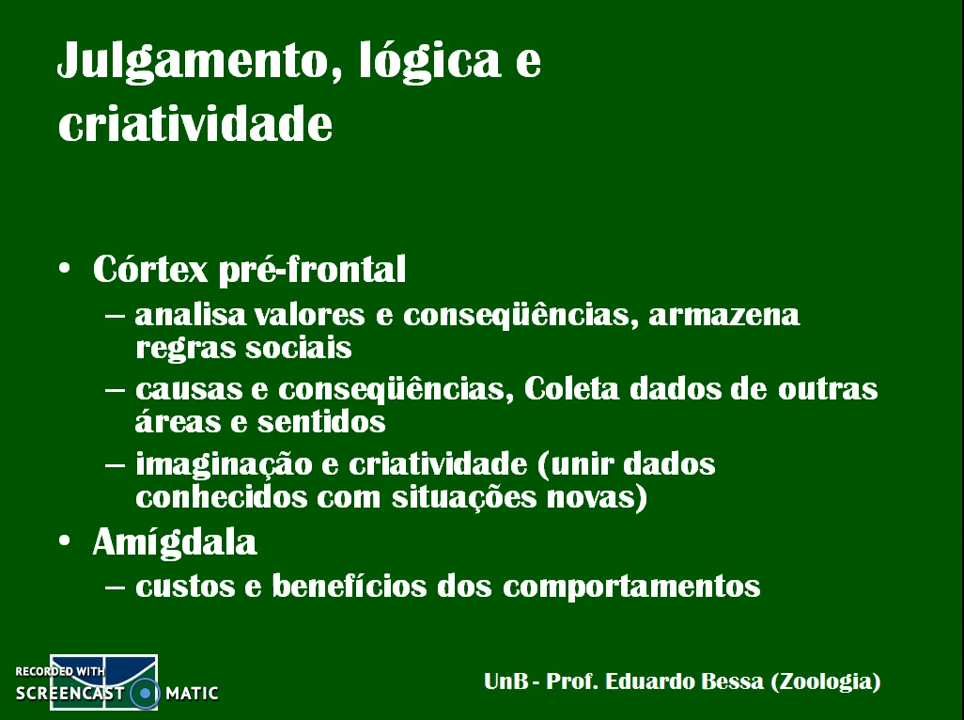 Julgamento, lógica e
criatividade
• Córtex pré-frontal
– analisa valores e conseqüências, armazena
regras sociais
– causas e conseqüências, Coleta dados de outras
áreas e sentidos
– imaginação e criatividade (unir dados
conhecidos com situações novas)
• Amígdala
– custos e benefícios dos comportamentos
RECORDED WITH
SCREENCAST MATIC
UnB - Prof. Eduardo Bessa (Zoologia)